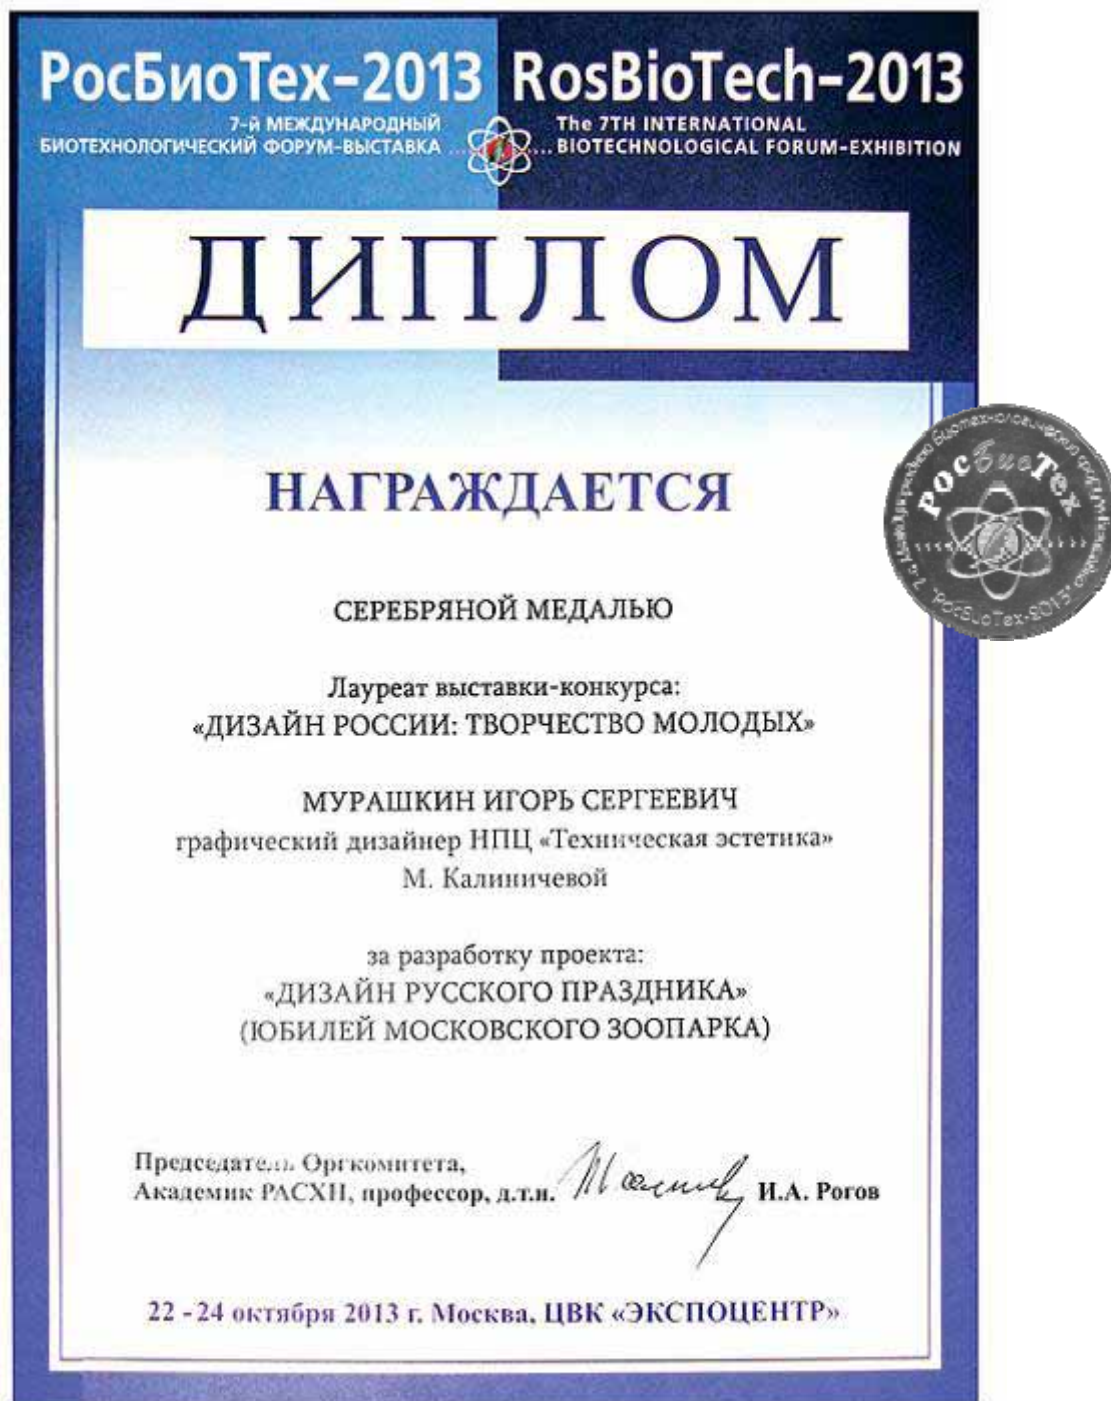 РосБиоТех-2013
7-й МЕЖДУНАРОДНЫЙ
БИОТЕХНОЛОГИЧЕСКИЙ ФОРУМ-ВЫСТАВКА
RosBioTech-2013
The 7TH INTERNATIONAL
BIOTECHNOLOGICAL FORUM-EXHIBITION
ДИПЛОМ
НАГРАЖДАЕТСЯ
СЕРЕБРЯНОЙ МЕДАЛЬЮ
Лауреат выставки-конкурса:
«ДИЗАЙН РОССИИ: ТВОРЧЕСТВО МОЛОДЫХ»
МУРАШКИН ИГОРЬ СЕРГЕЕВИЧ
графический дизайнер НПЦ «Техническая эстетика»
М. Калиничевой
за разработку проекта:
«ДИЗАЙН РУССКОГО ПРАЗДНИКА»
(ЮБИЛЕЙ МОСКОВСКОГО ЗООПАРКА)
Председатель Оргкомитета,
Академик РАСХН, профессор, д.т.н. И.А. Рогов
22 - 24 октября 2013 г. Москва, ЦВК «ЭКСПОЦЕНТР»
РосБиоТех
"РосБиоТех-2013"